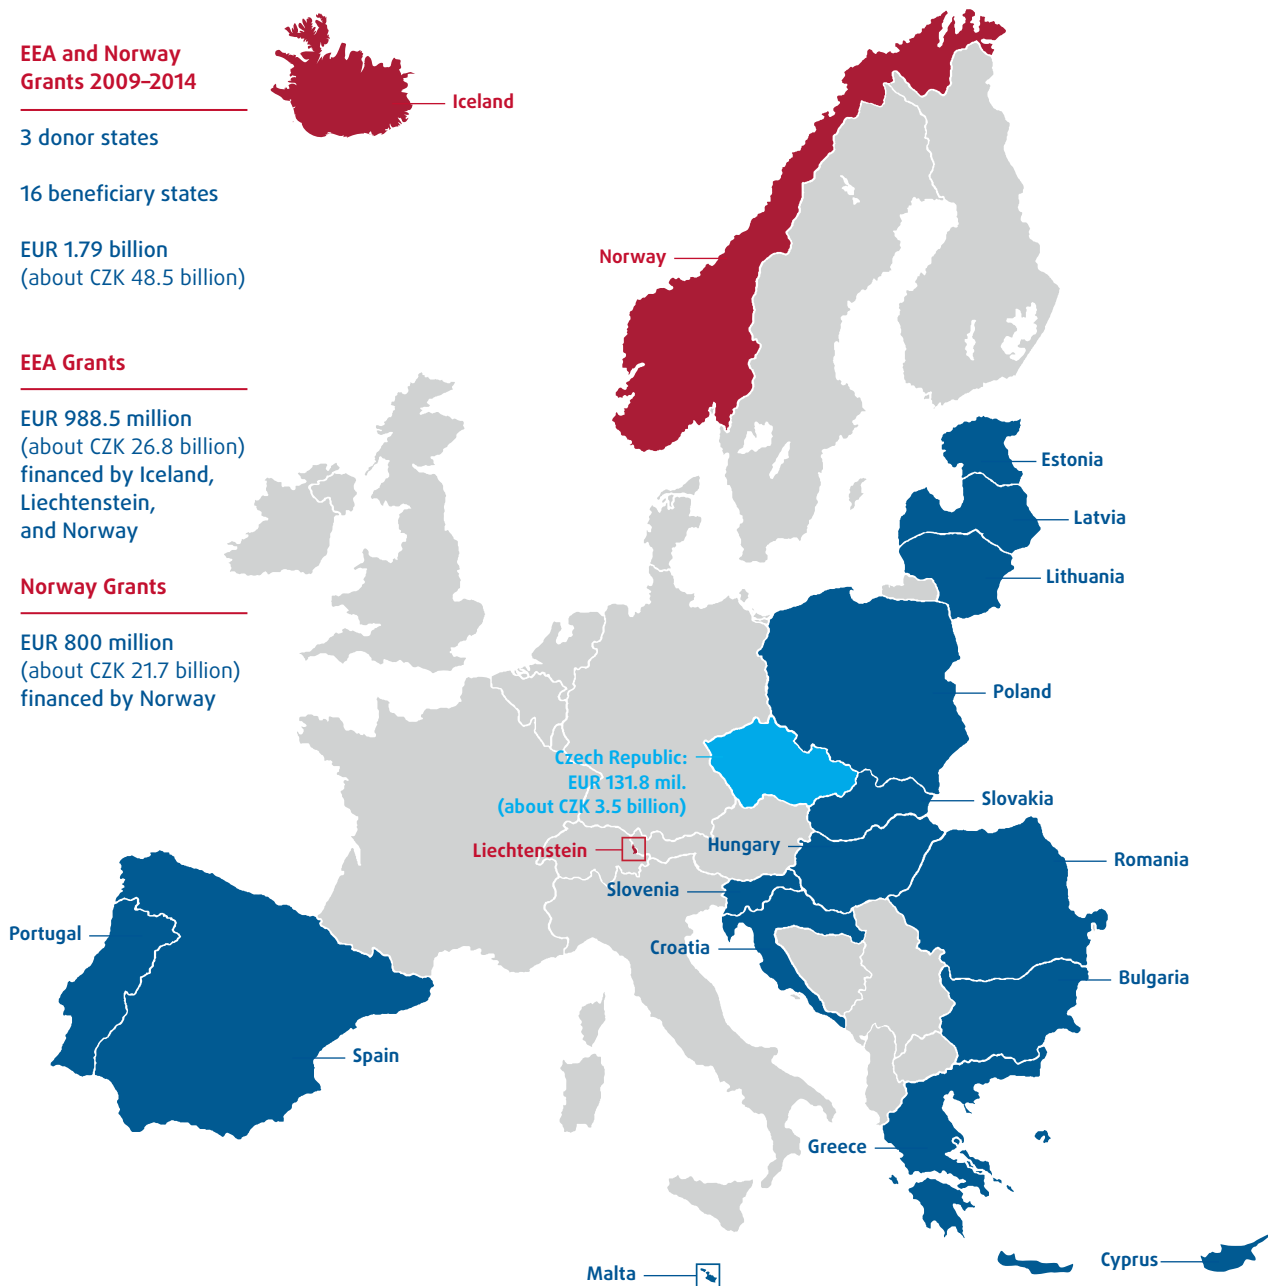 EEA and Norway
Grants 2009–2014
3 donor states
16 beneficiary states
EUR 1.79 billion
(about CZK 48.5 billion)
EEA Grants
EUR 988.5 million
(about CZK 26.8 billion)
financed by Iceland,
Liechtenstein,
and Norway
Norway Grants
EUR 800 million
(about CZK 21.7 billion)
financed by Norway
Iceland
Norway
Estonia
Latvia
Lithuania
Poland
Czech Republic:
EUR 131.8 mil.
(about CZK 3.5 billion)
Slovakia
Liechtenstein
Hungary
Romania
Slovenia
Portugal
Croatia
Bulgaria
Spain
Greece
Cyprus
Malta